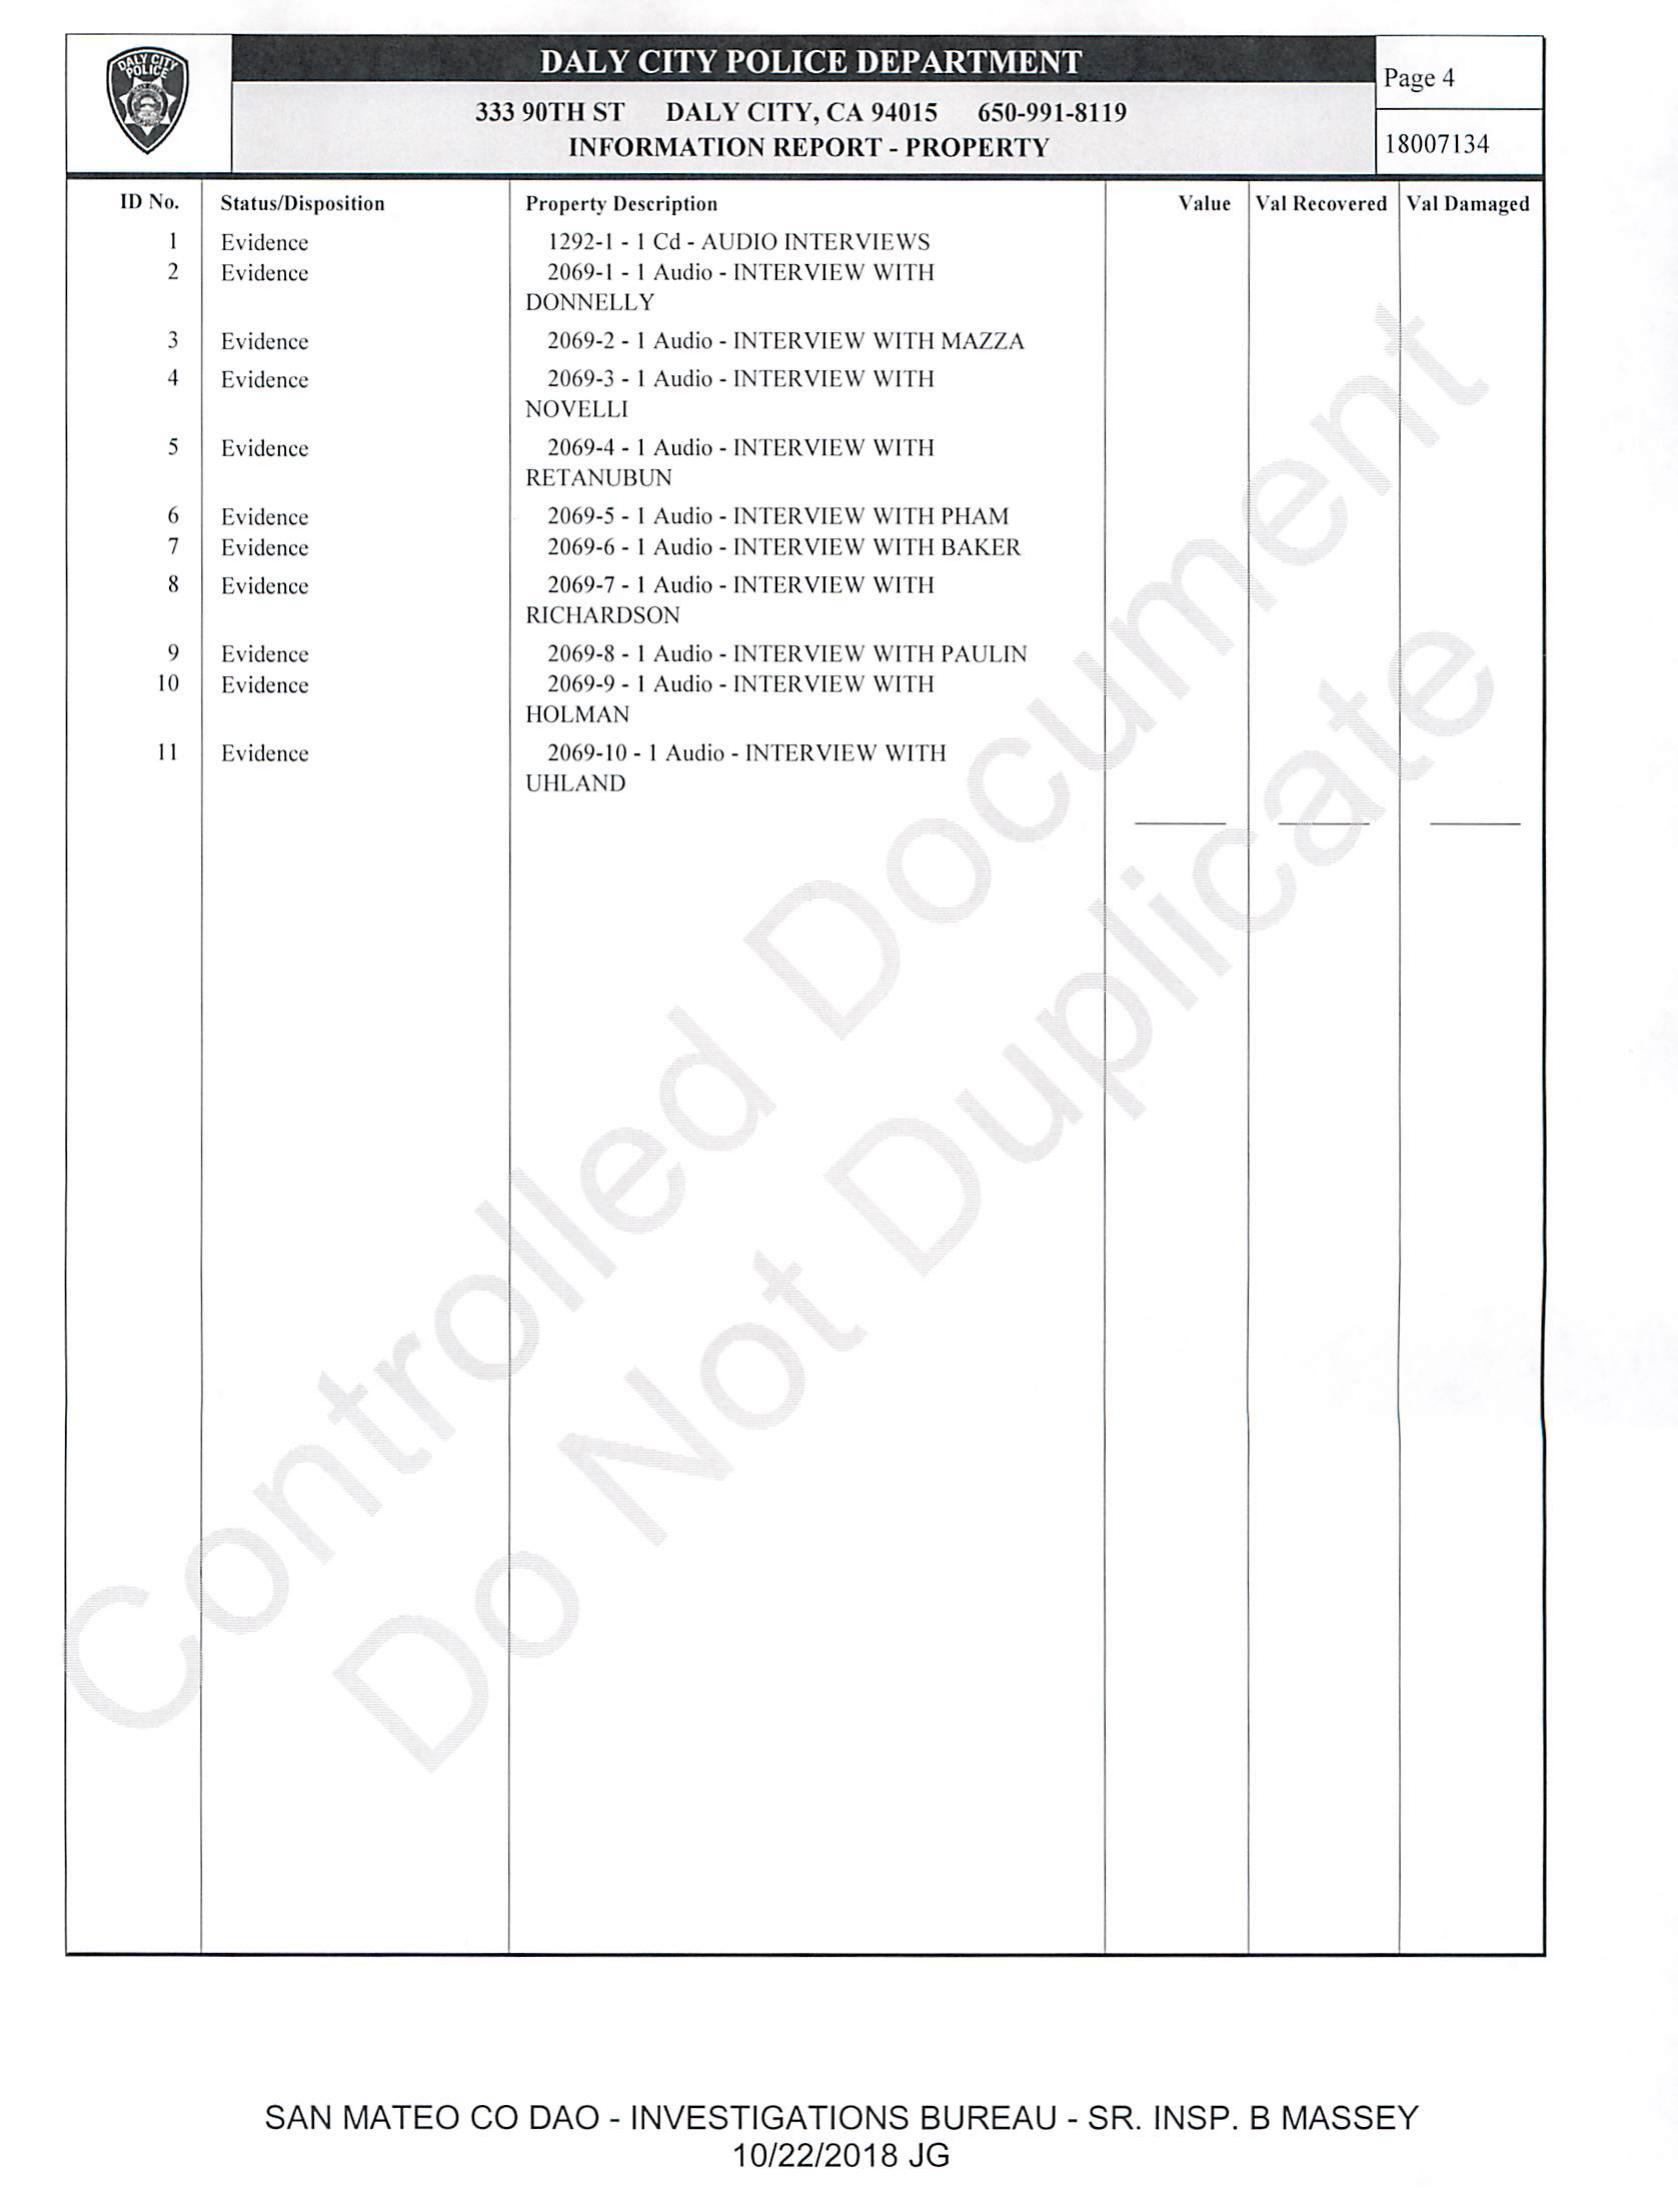 DALY CITY
POLICE
DALY CITY POLICE DEPARTMENT
333 90TH ST DALY CITY, CA 94015 650-991-8119
INFORMATION REPORT - PROPERTY
Page 4
18007134
ID No. Status/Disposition Property Description Value Val Recovered Val Damaged
1 Evidence 1292-1 - 1 Cd - AUDIO INTERVIEWS
2 Evidence 2069-1 - 1 Audio - INTERVIEW WITH
DONNELLY
3 Evidence 2069-2 - 1 Audio - INTERVIEW WITH MAZZA
4 Evidence 2069-3 - 1 Audio - INTERVIEW WITH
NOVELLI
5 Evidence 2069-4 - 1 Audio - INTERVIEW WITH
RETANUBUN
6 Evidence 2069-5 - 1 Audio - INTERVIEW WITH PHAM
7 Evidence 2069-6 - 1 Audio - INTERVIEW WITH BAKER
8 Evidence 2069-7 - 1 Audio - INTERVIEW WITH
RICHARDSON
9 Evidence 2069-8 - 1 Audio - INTERVIEW WITH PAULIN
10 Evidence 2069-9 - 1 Audio - INTERVIEW WITH
HOLMAN
11 Evidence 2069-10 - 1 Audio - INTERVIEW WITH
UHLAND
Controlled Document
Do Not Duplicate
SAN MATEO CO DAO - INVESTIGATIONS BUREAU - SR. INSP. B MASSEY
10/22/2018 JG